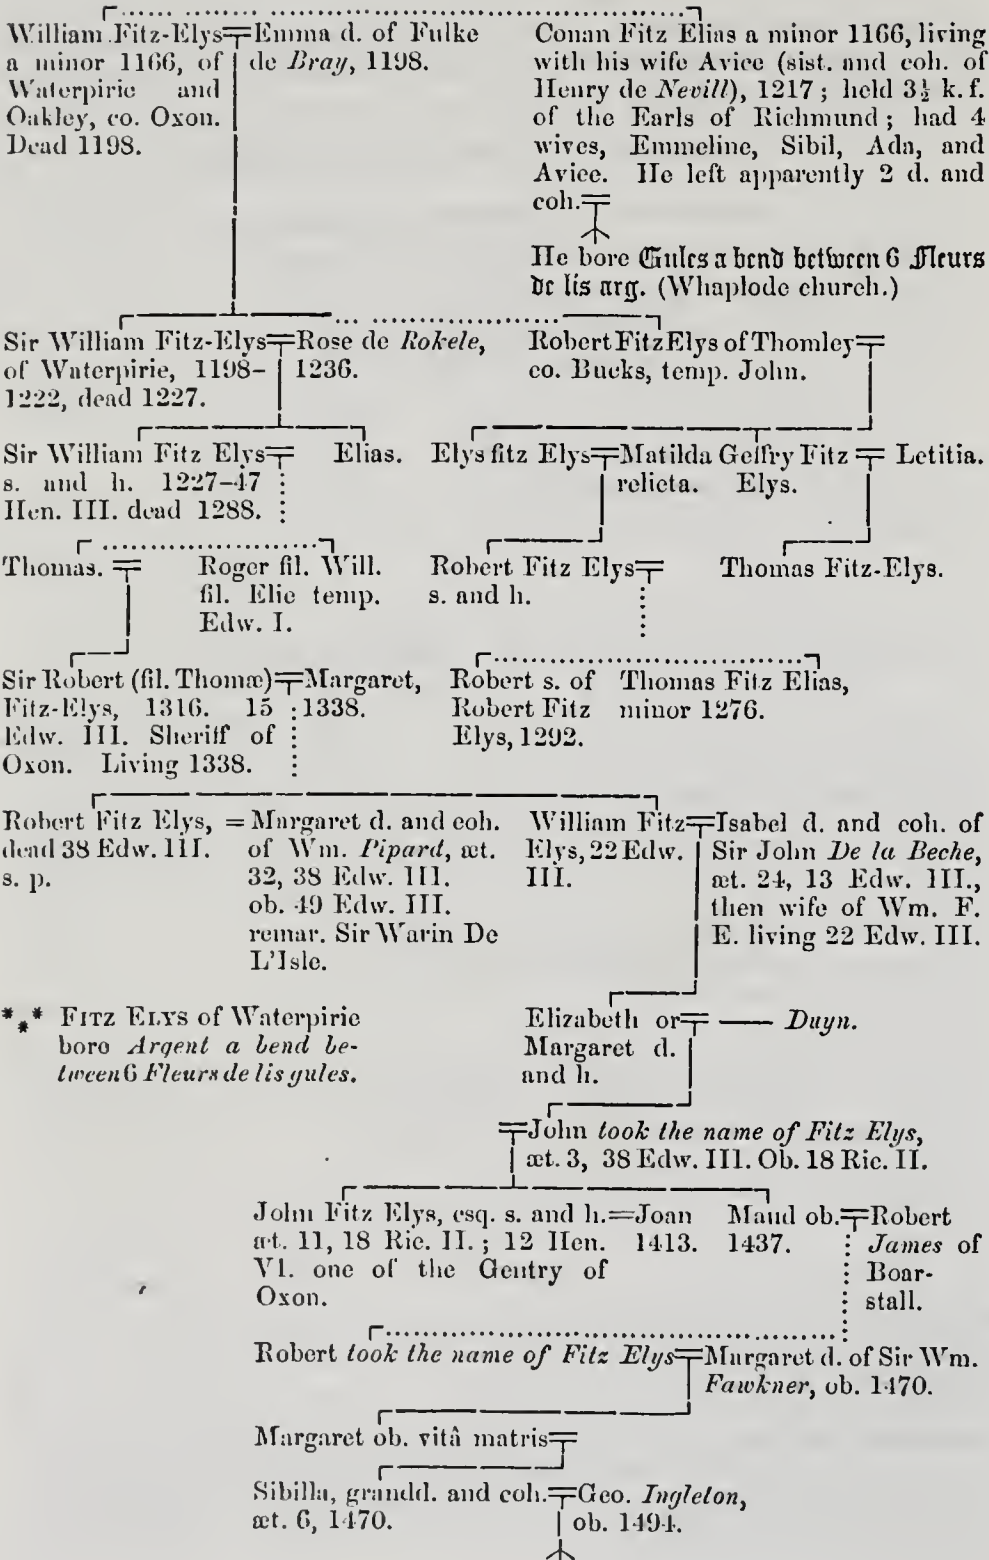 William Fitz-Elys=Emma d. of Fulke
a minor 1166, of de Bray, 1198.
Waterpirie and
Oakley, co. Oxon.
Dead 1198.
Conan Fitz Elias a minor 1166, living
with his wife Avice (sist. and coh. of
Henry de Nevill), 1217; held 3½ k. f.
of the Earls of Richmund; had 4
wives, Emmeline, Sibil, Ada, and
Avice. He left apparently 2 d. and
coh.=
He bore Gules a bend between 6 Fleurs
de lis arg. (Whaplode church.)
Sir William Fitz-Elys=Rose de Rokele,
of Waterpirie, 1198- 1236.
1222, dead 1227.
Robert Fitz Elys of Thomley=
co. Bucks, temp. John.
Sir William Fitz Elys=
s. and h. 1227-47
Hen. III. dead 1288.
Elias.
Elys fitz Elys=Matilda
relicta.
Geffry Fitz = Letitia.
Elys.
Thomas. =
Roger fil. Will.
fil. Elie temp.
Edw. I.
Robert Fitz Elys=
s. and h.
Thomas Fitz-Elys.
Sir Robert (fil. Thomæ)=Margaret,
Fitz-Elys, 1316. 15 1338.
Edw. III. Sheriff of
Oxon. Living 1338.
Robert s. of
Robert Fitz
Elys, 1292.
Thomas Fitz Elias,
minor 1276.
Robert Fitz Elys,
dead 38 Edw. III.
s. p.
= Margaret d. and coh.
of Wm. Pipard, æt.
32, 38 Edw. III.
ob. 49 Edw. III.
remar. Sir Warin De
L'Isle.
William Fitz=
Elys, 22 Edw.
III.
Isabel d. and coh. of
Sir John De la Beche,
æt. 24, 13 Edw. III.,
then wife of Wm. F.
E. living 22 Edw. III.
*** FITZ ELYS of Waterpirie
bore Argent a bend be-
tween 6 Fleurs de lis gules.
Elizabeth or= —— Duyn.
Margaret d.
and h.
=John took the name of Fitz Elys,
æt. 3, 38 Edw. III. Ob. 18 Ric. II.
John Fitz Elys, esq. s. and h.=Joan
æt. 11, 18 Ric. II.; 12 Hen. 1413.
VI. one of the Gentry of
Oxon.
Maud ob.=Robert
1437. James of
Boar-
stall.
Robert took the name of Fitz Elys=Margaret d. of Sir Wm.
Fawkner, ob. 1470.
Margaret ob. vitâ matris=
Sibilla, grandd. and coh.=Geo. Ingleton,
æt. 6, 1470. ob. 1494.